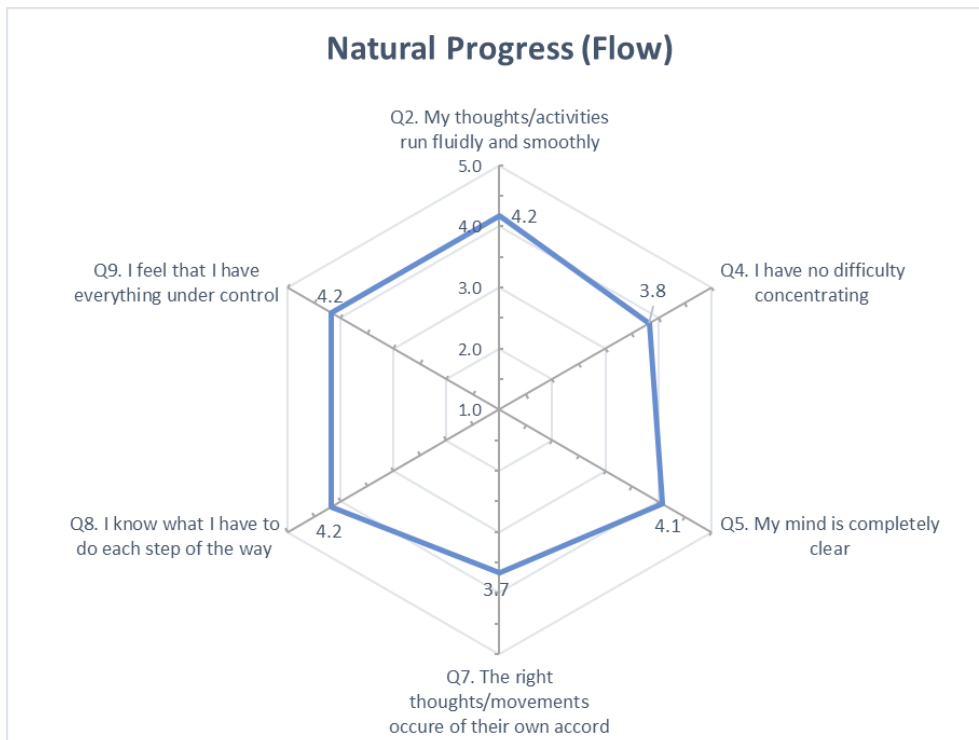 Natural Progress (Flow)
Q2. My thoughts/activities
run fluidly and smoothly
5.0
4.2
4.0
Q9. I feel that I have
everything under control
4.2
3.8
Q4. I have no difficulty
concentrating
3.0
2.0
1.0
Q8. I know what I have to
do each step of the way
4.2
4.1
Q5. My mind is completely
clear
3.7
Q7. The right
thoughts/movements
occure of their own accord